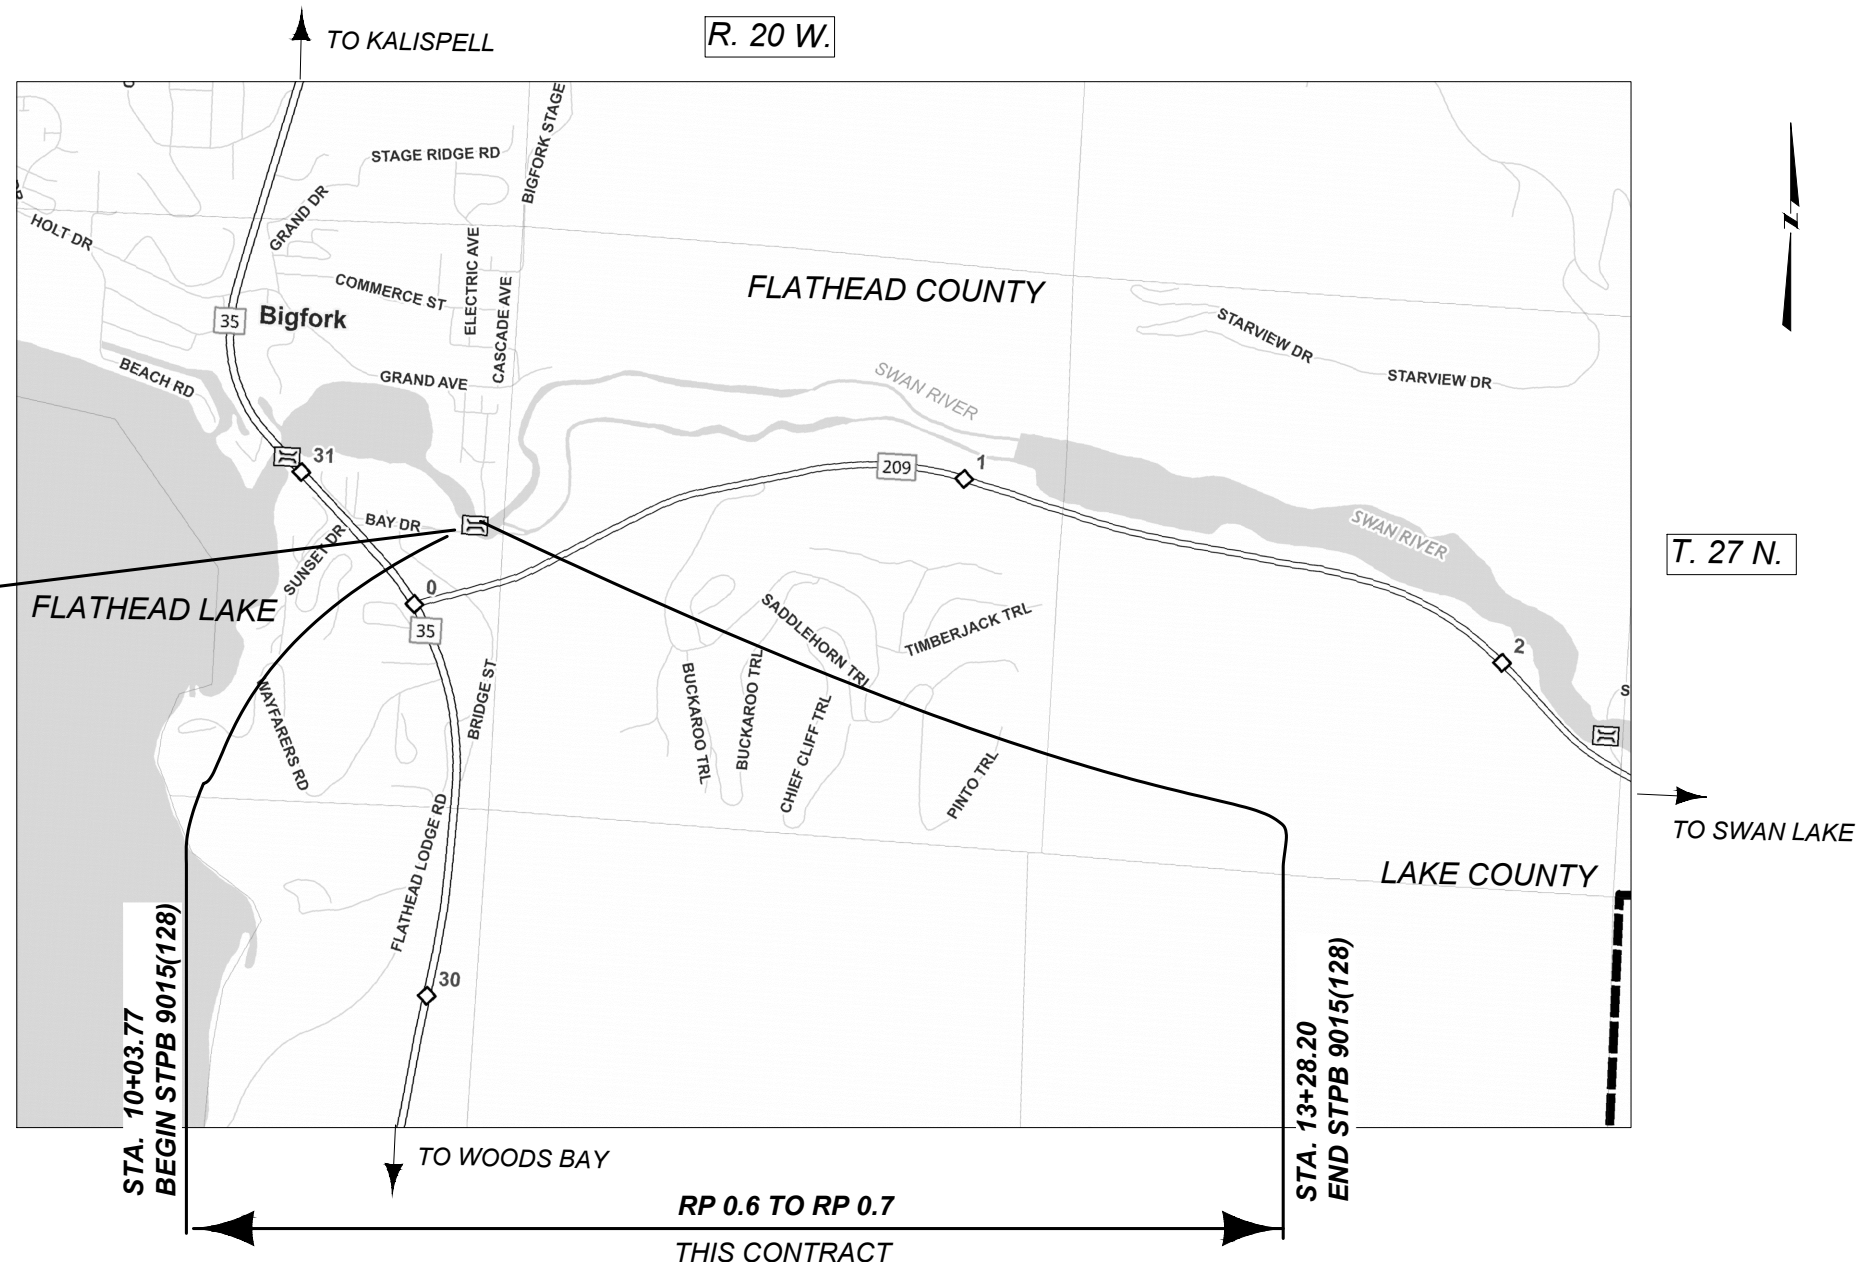 TO KALISPELL
R. 20 W.
BIGFORK STAGE
STAGE RIDGE RD
GRAND DR
HOLT DR
ELECTRIC AVE
COMMERCE ST
CASCADE AVE
FLATHEAD COUNTY
35
Bigfork
STARVIEW DR
STARVIEW DR
BEACH RD
GRAND AVE
SWAN RIVER
31
209
1
BAY DR
SUNSET DR
SWAN RIVER
T. 27 N.
0
FLATHEAD LAKE
35
SADDLEHORN TRL
TIMBERJACK TRL
2
WAYFARERS RD
BRIDGE ST
BUCKAROO TRL
BUCKAROO TRL
CHIEF CLIFF TRL
PINTO TRL
S
TO SWAN LAKE
FLATHEAD LODGE RD
LAKE COUNTY
30
STA. 10+03.77
BEGIN STPB 9015(128)
STA. 13+28.20
END STPB 9015(128)
TO WOODS BAY
RP 0.6 TO RP 0.7
THIS CONTRACT
N